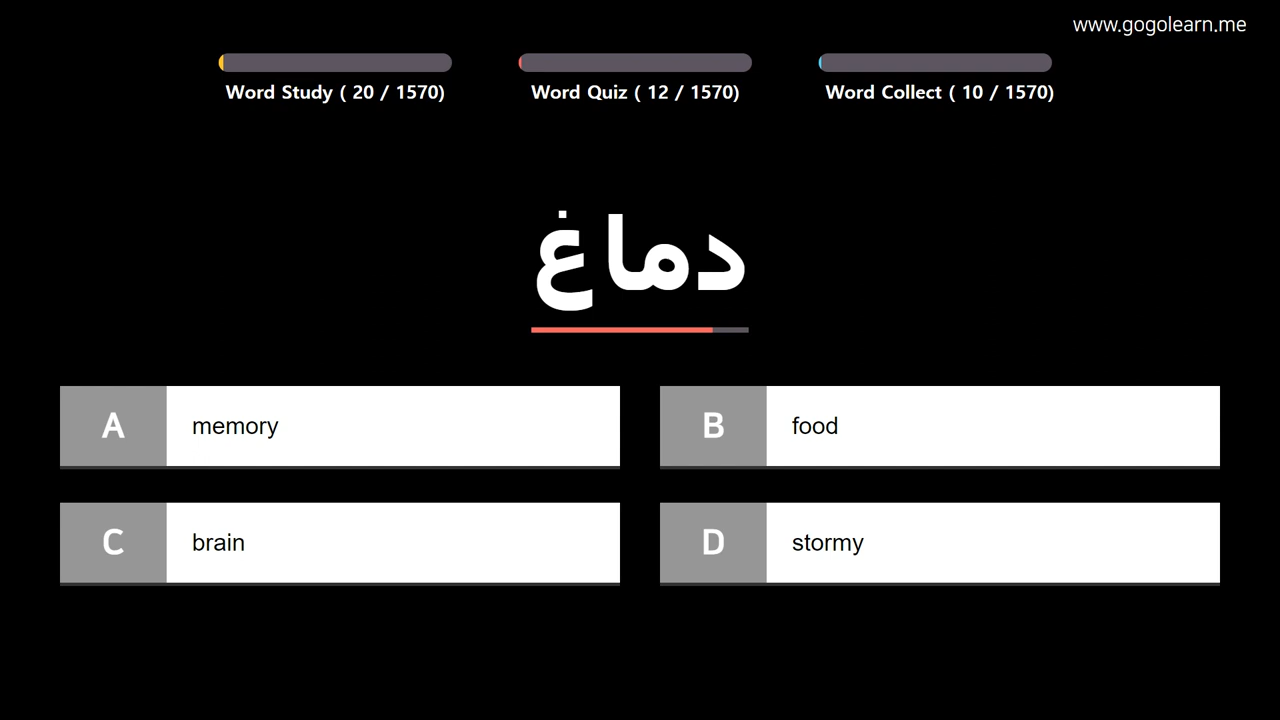 www.gogolearn.me
Word Study ( 20 / 1570)
Word Quiz ( 12 / 1570)
Word Collect ( 10 / 1570)
دماغ
A memory
B food
C brain
D stormy